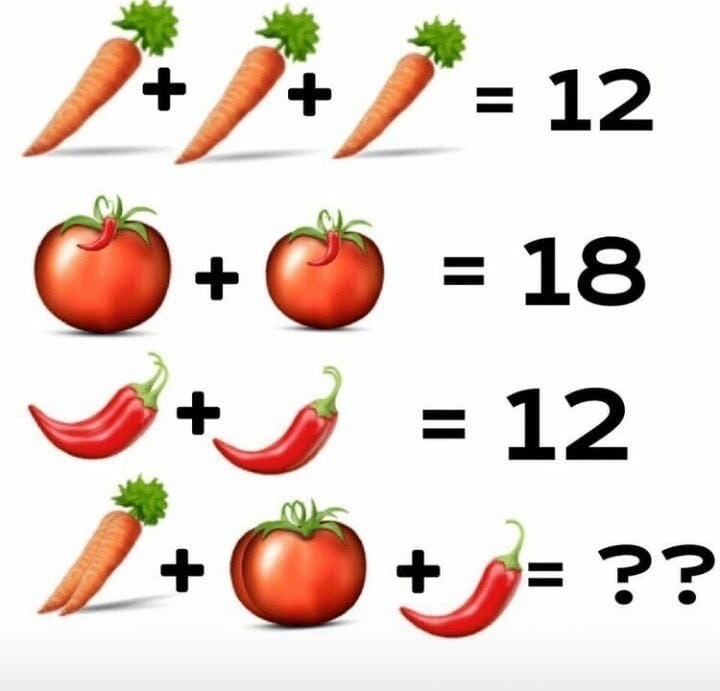 + + = 12
+ = 18
+ = 12
+ + = ??